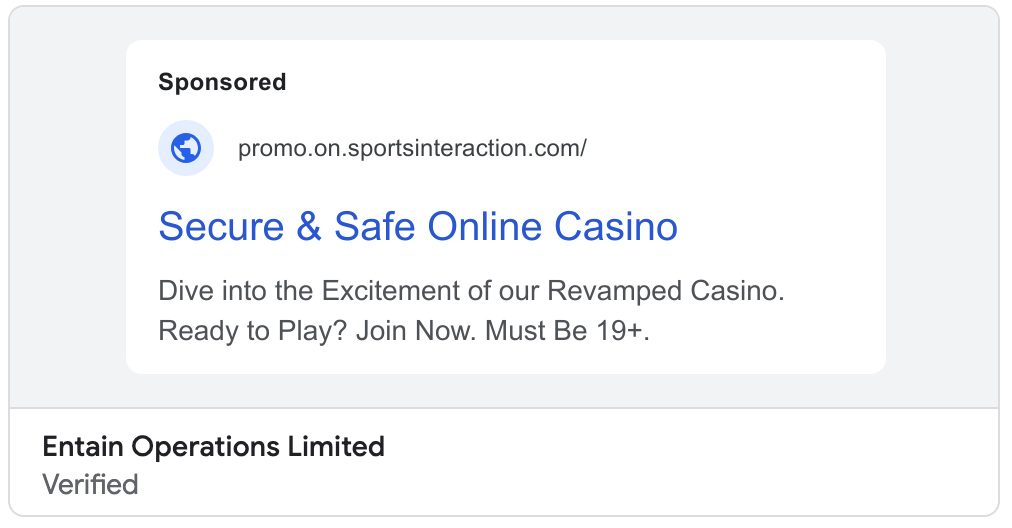 Sponsored
promo.on.sportsinteraction.com/
Secure & Safe Online Casino
Dive into the Excitement of our Revamped Casino.
Ready to Play? Join Now. Must Be 19+.
Entain Operations Limited
Verified